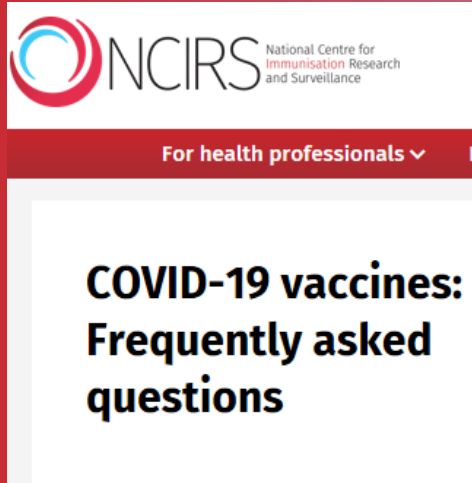 NCIRS
National Centre for
Immunisation Research
and Surveillance
For health professionals
COVID-19 vaccines:
Frequently asked
questions